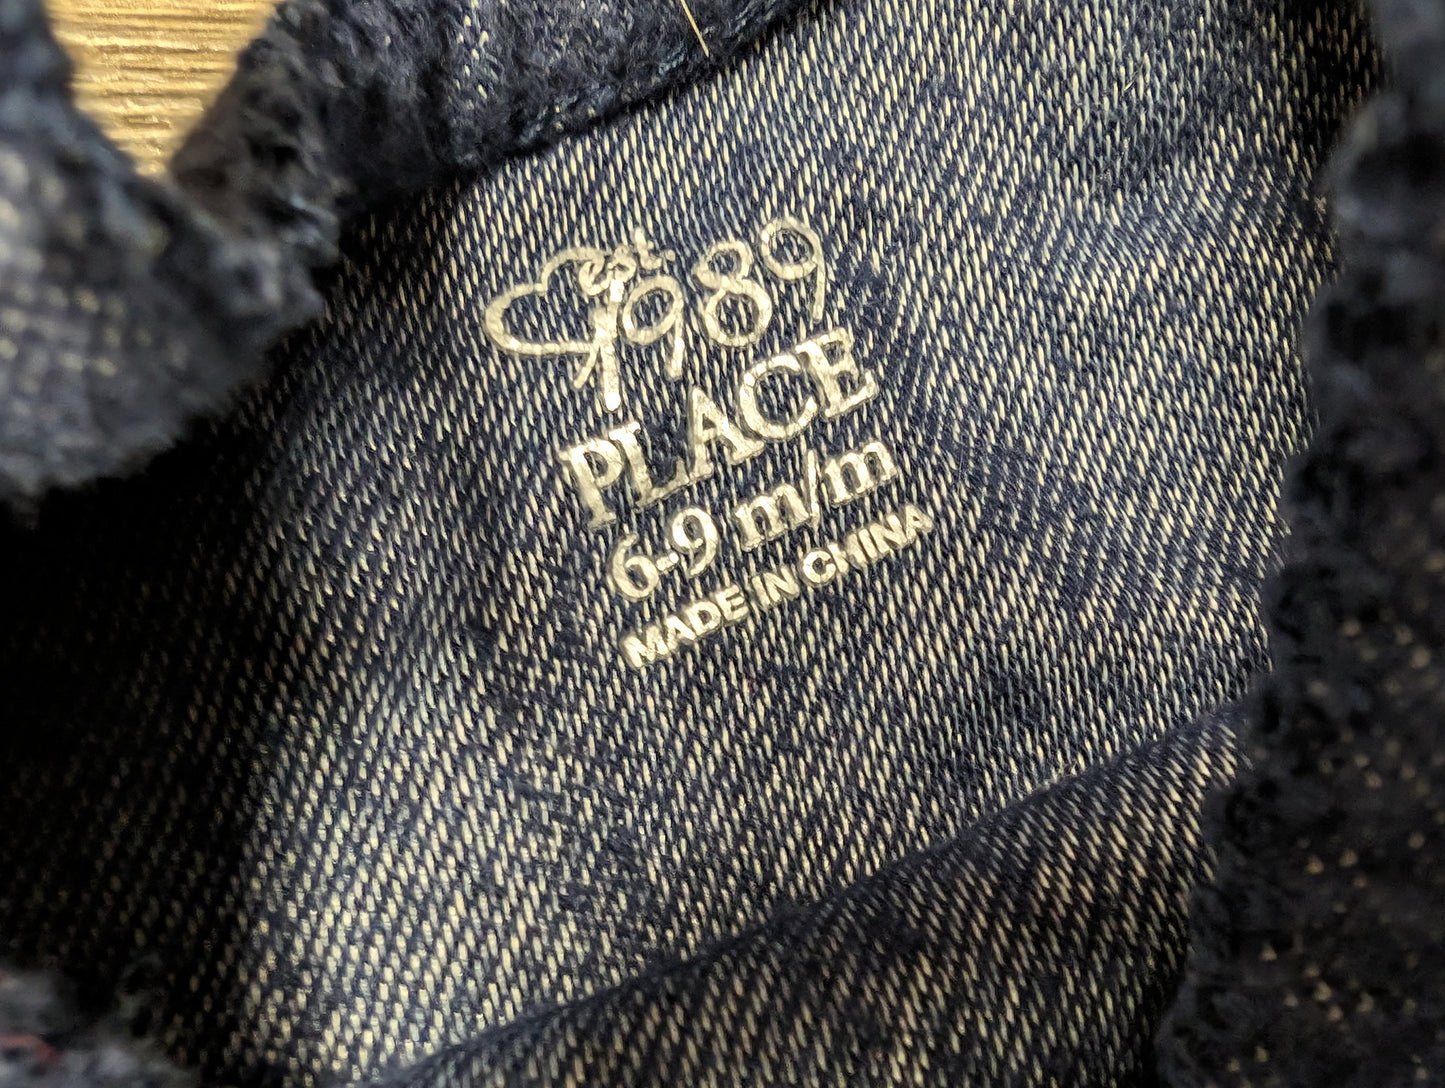 est.
1989
PLACE
6-9 m/m
MADE IN CHINA